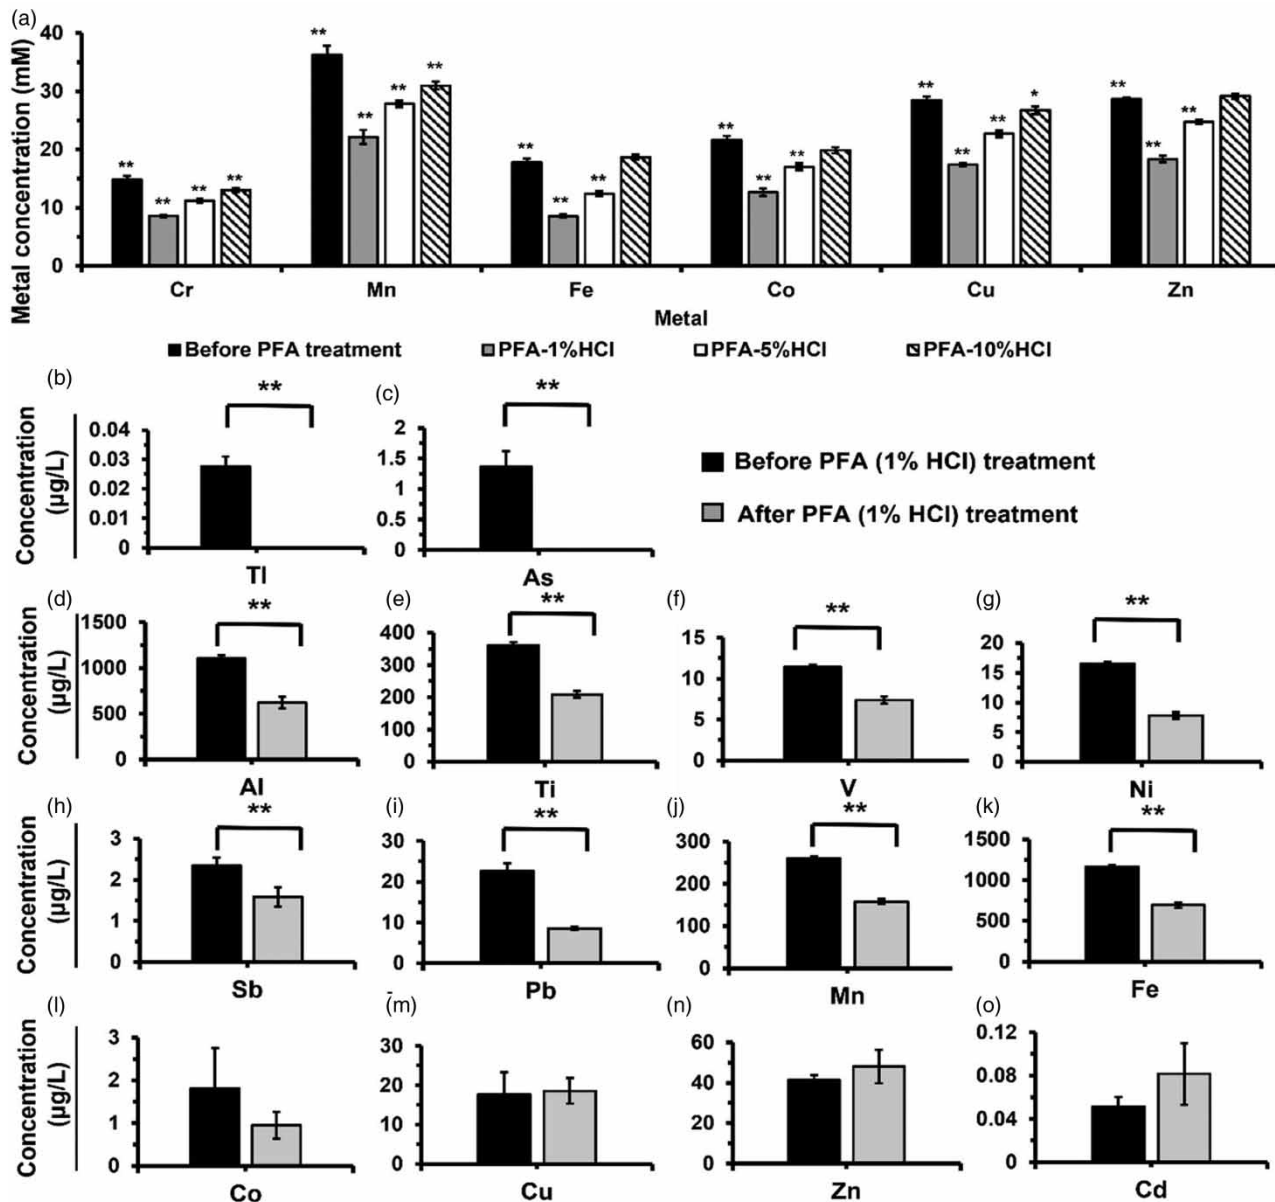 (a)
Metal concentration (mM)
40
30
20
10
0
** ** ** **
** ** ** **
** ** **
** ** **
** ** ** *
** ** **
Cr Mn Fe Co Cu Zn
Metal
Before PFA treatment PFA-1%HCl PFA-5%HCl PFA-10%HCl
(b)
**
Concentration
(µg/L)
0.04
0.03
0.02
0.01
0
Tl
(c)
**
2
1.5
1
0.5
0
As
Before PFA (1% HCl) treatment
After PFA (1% HCl) treatment
(d)
**
Concentration
(µg/L)
1500
1000
500
0
Al
(e)
**
400
300
200
100
0
Ti
(f)
**
15
10
5
0
V
(g)
**
20
15
10
5
0
Ni
(h)
**
Concentration
(µg/L)
3
2
1
0
Sb
(i)
**
30
20
10
0
Pb
(j)
**
300
200
100
0
Mn
(k)
**
1500
1000
500
0
Fe
(l)
Concentration
(µg/L)
3
2
1
0
Co
(m)
40
30
20
10
0
Cu
(n)
60
40
20
0
Zn
(o)
0.12
0.08
0.04
0
Cd